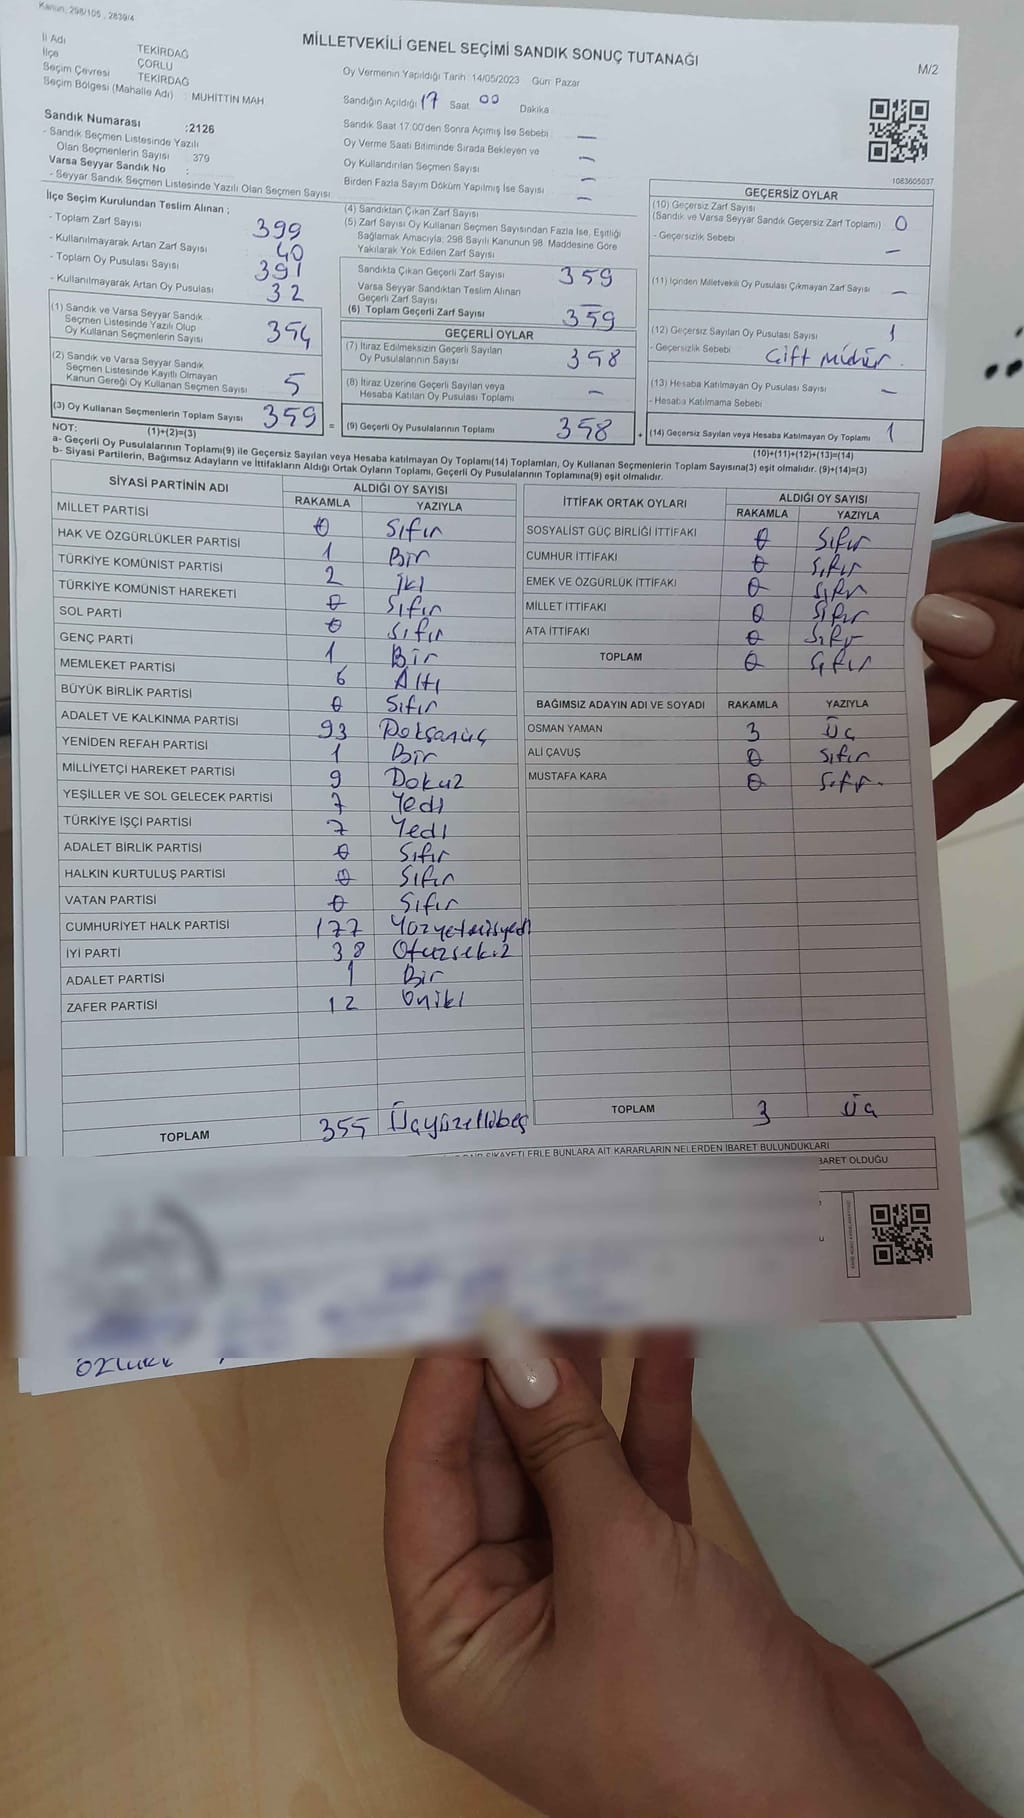 Kanun; 298/105 , 2839/4
MİLLETVEKİLİ GENEL SEÇİMİ SANDIK SONUÇ TUTANAĞI
M/2
İl Adı TEKİRDAĞ
İlçe ÇORLU
Seçim Çevresi TEKİRDAĞ
Seçim Bölgesi (Mahalle Adı) : MUHİTTİN MAH
Sandık Numarası :2126
- Sandık Seçmen Listesinde Yazılı
Olan Seçmenlerin Sayısı : 379
Varsa Seyyar Sandık No :
- Seyyar Sandık Seçmen Listesinde Yazılı Olan Seçmen Sayısı
Oy Vermenin Yapıldığı Tarih: 14/05/2023 Gün: Pazar
Sandığın Açıldığı 17 Saat 00 Dakika
Sandık Saat 17:00'den Sonra Açılmış İse Sebebi —
Oy Verme Saati Bitiminde Sırada Bekleyen ve
Oy Kullandırılan Seçmen Sayısı —
Birden Fazla Sayım Döküm Yapılmış İse Sayısı —
İlçe Seçim Kurulundan Teslim Alınan ;
- Toplam Zarf Sayısı 399
- Kullanılmayarak Artan Zarf Sayısı 40
- Toplam Oy Pusulası Sayısı 391
- Kullanılmayarak Artan Oy Pusulası 32
(1) Sandık ve Varsa Seyyar Sandık
Seçmen Listesinde Yazılı Olup
Oy Kullanan Seçmenlerin Sayısı 354
(2) Sandık ve Varsa Seyyar Sandık
Seçmen Listesinde Kayıtlı Olmayan
Kanun Gereği Oy Kullanan Seçmen Sayısı 5
(3) Oy Kullanan Seçmenlerin Toplam Sayısı 359
(1)+(2)=(3)
(4) Sandıktan Çıkan Zarf Sayısı —
(5) Zarf Sayısı Oy Kullanan Seçmen Sayısından Fazla İse, Eşitliği
Sağlamak Amacıyla; 298 Sayılı Kanunun 98. Maddesine Göre
Yakılarak Yok Edilen Zarf Sayısı
Sandıkta Çıkan Geçerli Zarf Sayısı 359
Varsa Seyyar Sandıktan Teslim Alınan
Geçerli Zarf Sayısı —
(6) Toplam Geçerli Zarf Sayısı 359
GEÇERLİ OYLAR
(7) İtiraz Edilmeksizin Geçerli Sayılan
Oy Pusulalarının Sayısı 358
(8) İtiraz Üzerine Geçerli Sayılan veya
Hesaba Katılan Oy Pusulası Toplamı —
= (9) Geçerli Oy Pusulalarının Toplamı 358
1083605037
GEÇERSİZ OYLAR
(10) Geçersiz Zarf Sayısı
(Sandık ve Varsa Seyyar Sandık Geçersiz Zarf Toplamı) 0
- Geçersizlik Sebebi —
(11) İçinden Milletvekili Oy Pusulası Çıkmayan Zarf Sayısı —
(12) Geçersiz Sayılan Oy Pusulası Sayısı 1
- Geçersizlik Sebebi Çift mühür.
(13) Hesaba Katılmayan Oy Pusulası Sayısı —
- Hesaba Katılmama Sebebi
+ (14) Geçersiz Sayılan veya Hesaba Katılmayan Oy Toplamı 1
(10)+(11)+(12)+(13)=(14)
NOT:
a- Geçerli Oy Pusulalarının Toplamı(9) ile Geçersiz Sayılan veya Hesaba katılmayan Oy Toplamı(14) Toplamları, Oy Kullanan Seçmenlerin Toplam Sayısına(3) eşit olmalıdır. (9)+(14)=(3)
b- Siyasi Partilerin, Bağımsız Adayların ve İttifakların Aldığı Ortak Oyların Toplamı, Geçerli Oy Pusulalarının Toplamına(9) eşit olmalıdır.
SİYASİ PARTİNİN ADI ALDIĞI OY SAYISI
RAKAMLA YAZIYLA
MİLLET PARTİSİ 0 Sıfır
HAK VE ÖZGÜRLÜKLER PARTİSİ 1 Bir
TÜRKİYE KOMÜNİST PARTİSİ 2 İki
TÜRKİYE KOMÜNİST HAREKETİ 0 Sıfır
SOL PARTİ 0 Sıfır
GENÇ PARTİ 1 Bir
MEMLEKET PARTİSİ 6 Altı
BÜYÜK BİRLİK PARTİSİ 0 Sıfır
ADALET VE KALKINMA PARTİSİ 93 Doksanüç
YENİDEN REFAH PARTİSİ 1 Bir
MİLLİYETÇİ HAREKET PARTİSİ 9 Dokuz
YEŞİLLER VE SOL GELECEK PARTİSİ 7 Yedi
TÜRKİYE İŞÇİ PARTİSİ 7 Yedi
ADALET BİRLİK PARTİSİ 0 Sıfır
HALKIN KURTULUŞ PARTİSİ 0 Sıfır
VATAN PARTİSİ 0 Sıfır
CUMHURİYET HALK PARTİSİ 177 Yüzyetmişyedi
İYİ PARTİ 38 Otuzsekiz
ADALET PARTİSİ 1 Bir
ZAFER PARTİSİ 12 Oniki
TOPLAM 355 Üçyüzellibeş
İTTİFAK ORTAK OYLARI ALDIĞI OY SAYISI
RAKAMLA YAZIYLA
SOSYALİST GÜÇ BİRLİĞİ İTTİFAKI 0 Sıfır
CUMHUR İTTİFAKI 0 Sıfır
EMEK VE ÖZGÜRLÜK İTTİFAKI 0 Sıfır
MİLLET İTTİFAKI 0 Sıfır
ATA İTTİFAKI 0 Sıfır
TOPLAM 0 Sıfır
BAĞIMSIZ ADAYIN ADI VE SOYADI RAKAMLA YAZIYLA
OSMAN YAMAN 3 Üç
ALİ ÇAVUŞ 0 Sıfır
MUSTAFA KARA 0 Sıfır
TOPLAM 3 Üç
ŞİKAYETLERLE BUNLARA AİT KARARLARIN NELERDEN İBARET BULUNDUKLARI
İBARET OLDUĞU